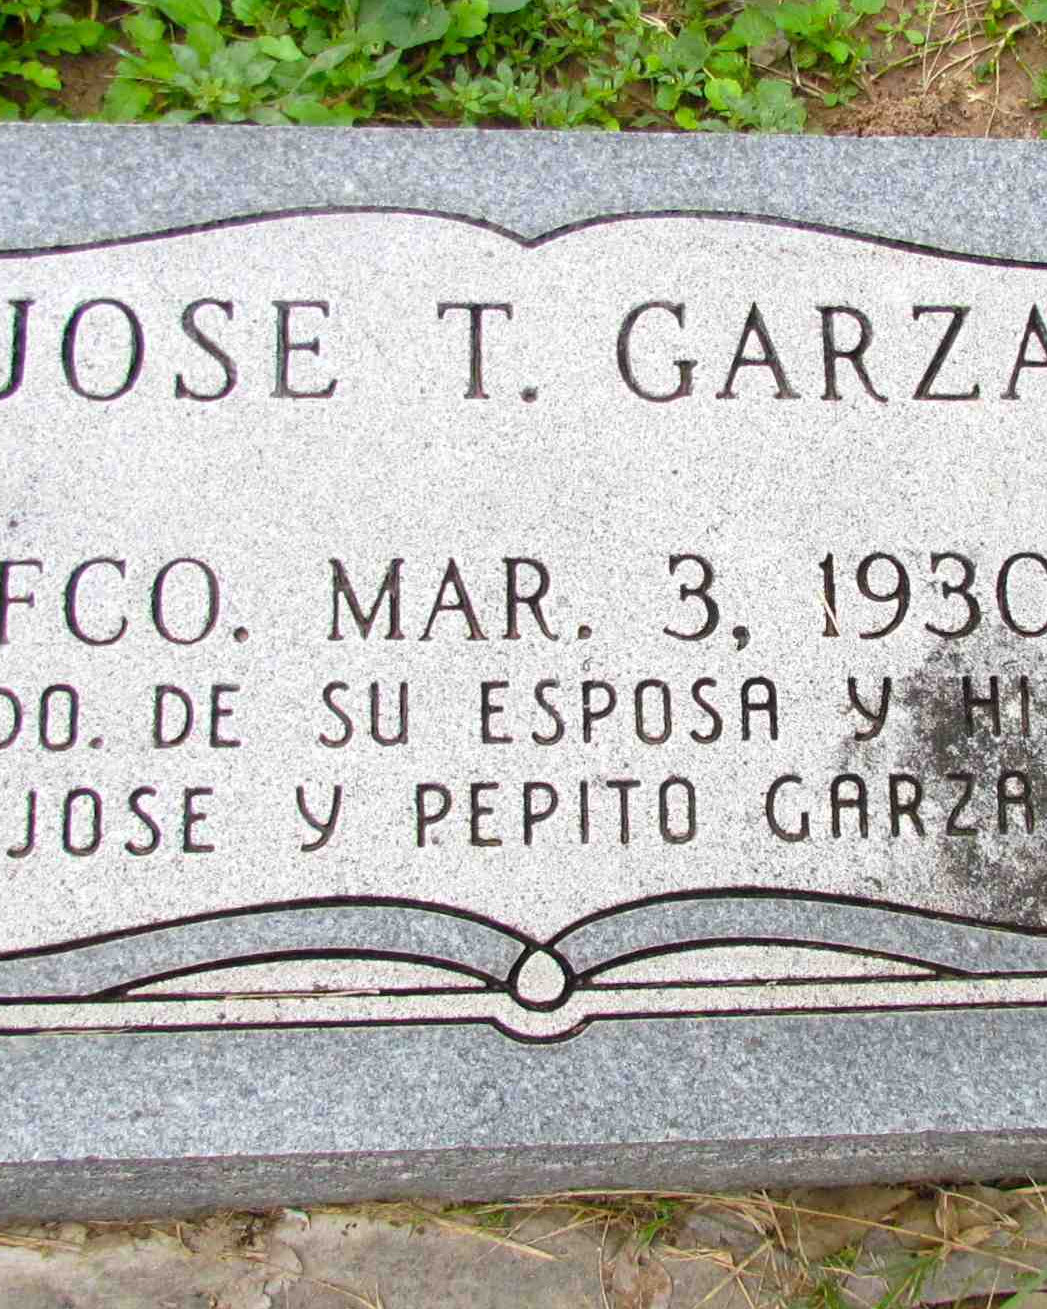 JOSE T. GARZA
FCO. MAR. 3, 1930
DO. DE SU ESPOSA Y HI
JOSE Y PEPITO GARZA